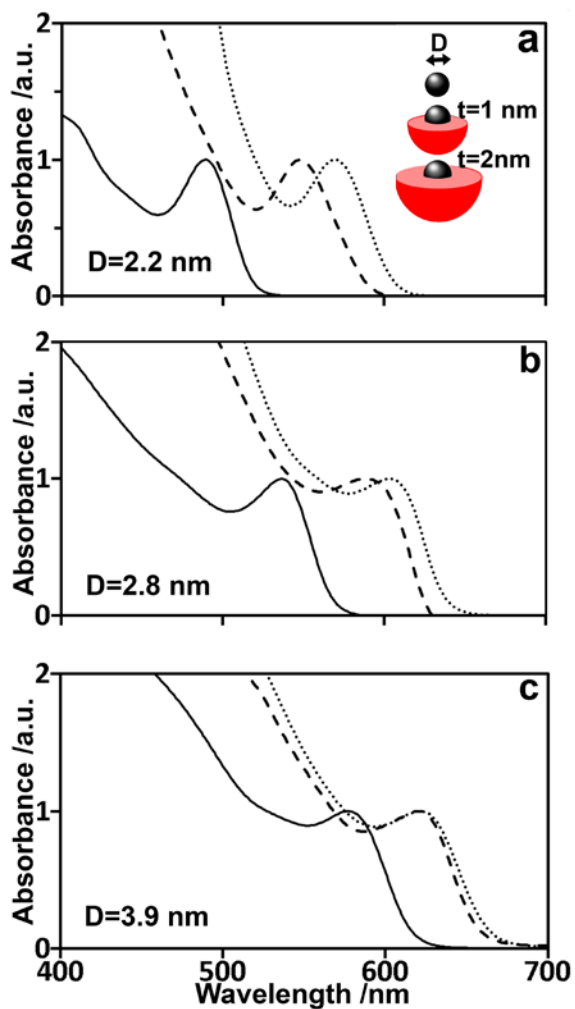 2
a
D
t=1 nm
t=2nm
1
Absorbance /a.u.
D=2.2 nm
0
2
b
1
Absorbance /a.u.
D=2.8 nm
0
2
c
1
Absorbance /a.u.
D=3.9 nm
0
400 500 600 700
Wavelength /nm